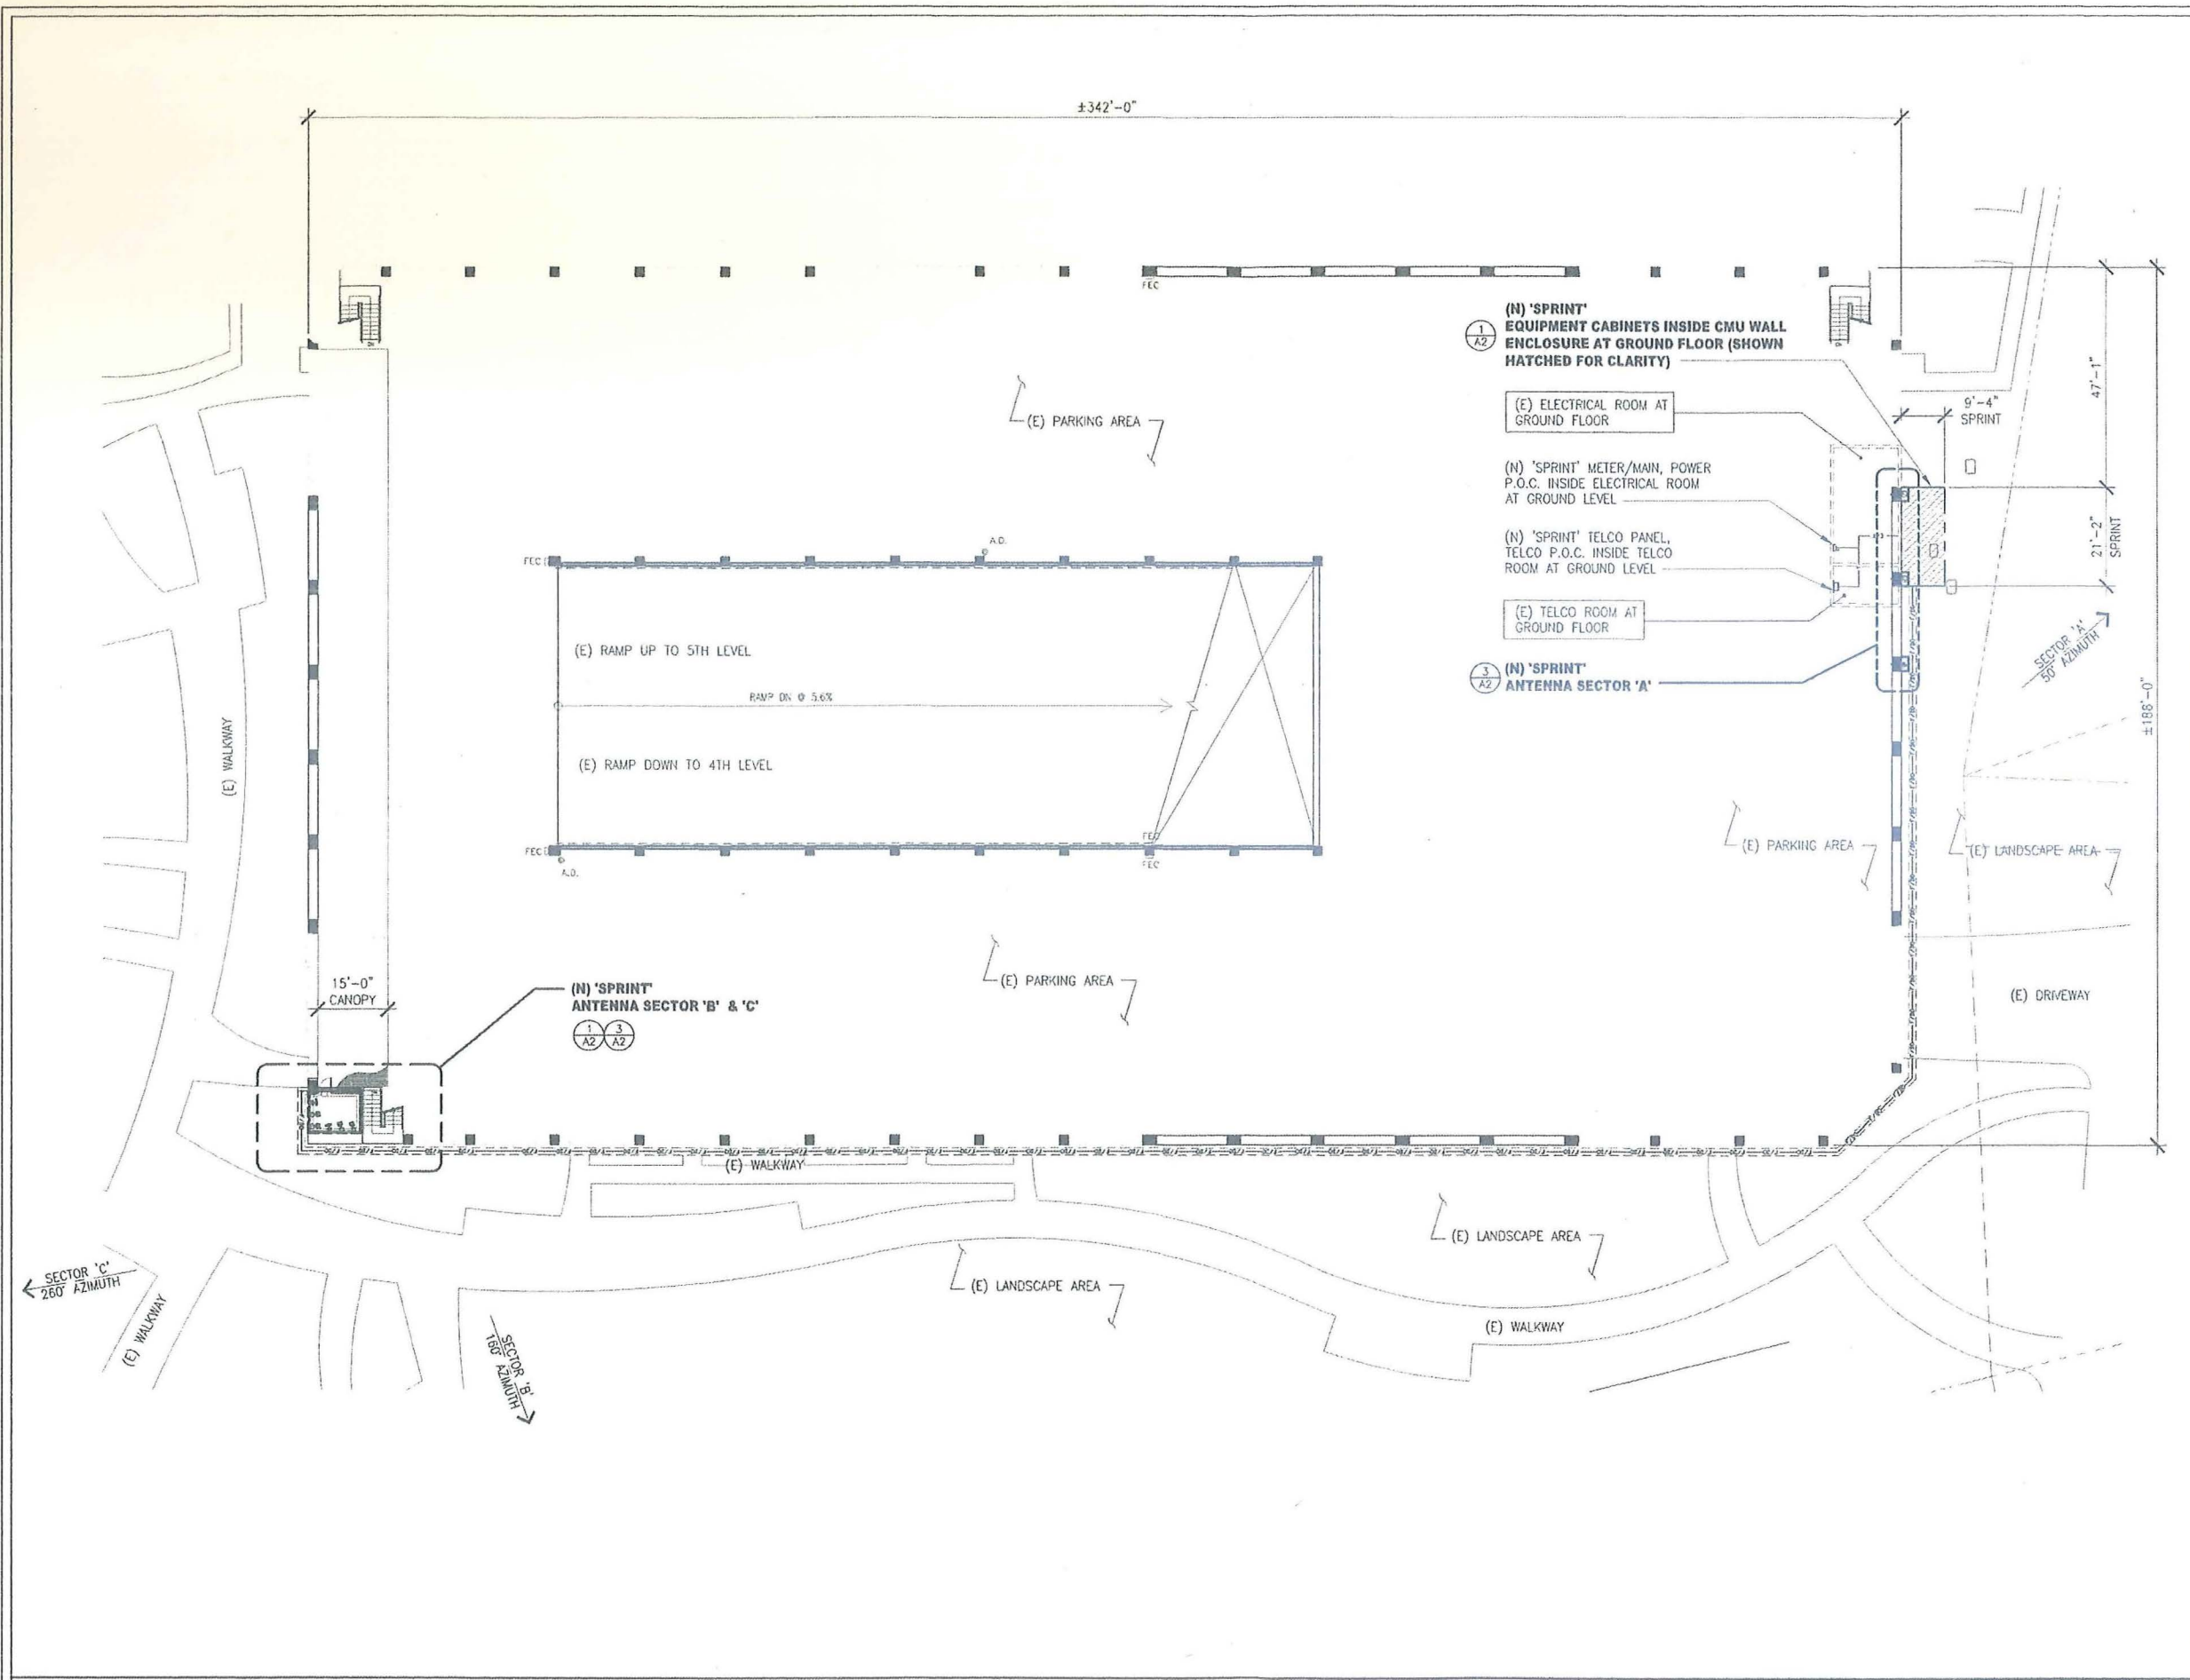 ±342'-0"
FEC
(N) 'SPRINT'
1
A2
EQUIPMENT CABINETS INSIDE CMU WALL
ENCLOSURE AT GROUND FLOOR (SHOWN
HATCHED FOR CLARITY)
47'-1"
9'-4"
SPRINT
(E) ELECTRICAL ROOM AT
GROUND FLOOR
(E) PARKING AREA
(N) 'SPRINT' METER/MAIN, POWER
P.O.C. INSIDE ELECTRICAL ROOM
AT GROUND LEVEL
(N) 'SPRINT' TELCO PANEL,
TELCO P.O.C. INSIDE TELCO
ROOM AT GROUND LEVEL
21'-2"
SPRINT
A.D.
FEC
(E) TELCO ROOM AT
GROUND FLOOR
SECTOR 'A'
50° AZIMUTH
(E) RAMP UP TO 5TH LEVEL
3
A2
(N) 'SPRINT'
ANTENNA SECTOR 'A'
RAMP DN @ 5.6%
±188'-0"
(E) WALKWAY
(E) RAMP DOWN TO 4TH LEVEL
FEC
FEC
FEC
A.D.
(E) PARKING AREA
(E) LANDSCAPE AREA
15'-0"
CANOPY
(N) 'SPRINT'
ANTENNA SECTOR 'B' & 'C'
1
A2
3
A2
(E) PARKING AREA
(E) DRIVEWAY
(E) WALKWAY
(E) LANDSCAPE AREA
(E) LANDSCAPE AREA
SECTOR 'C'
260° AZIMUTH
(E) WALKWAY
SECTOR 'B'
160° AZIMUTH
(E) WALKWAY